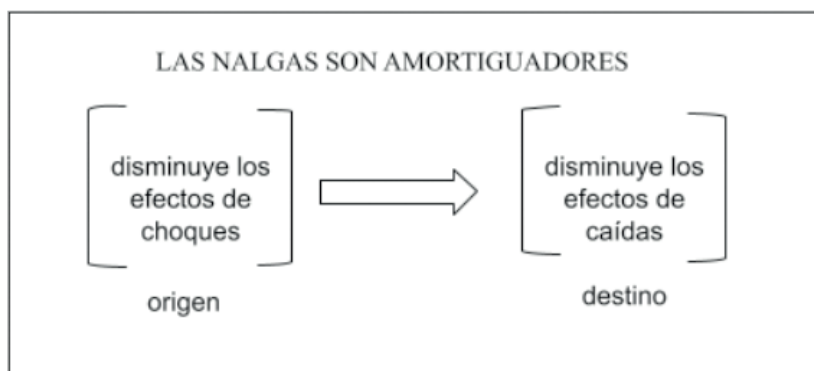 LAS NALGAS SON AMORTIGUADORES
disminuye los
efectos de
choques
origen
disminuye los
efectos de
caídas
destino